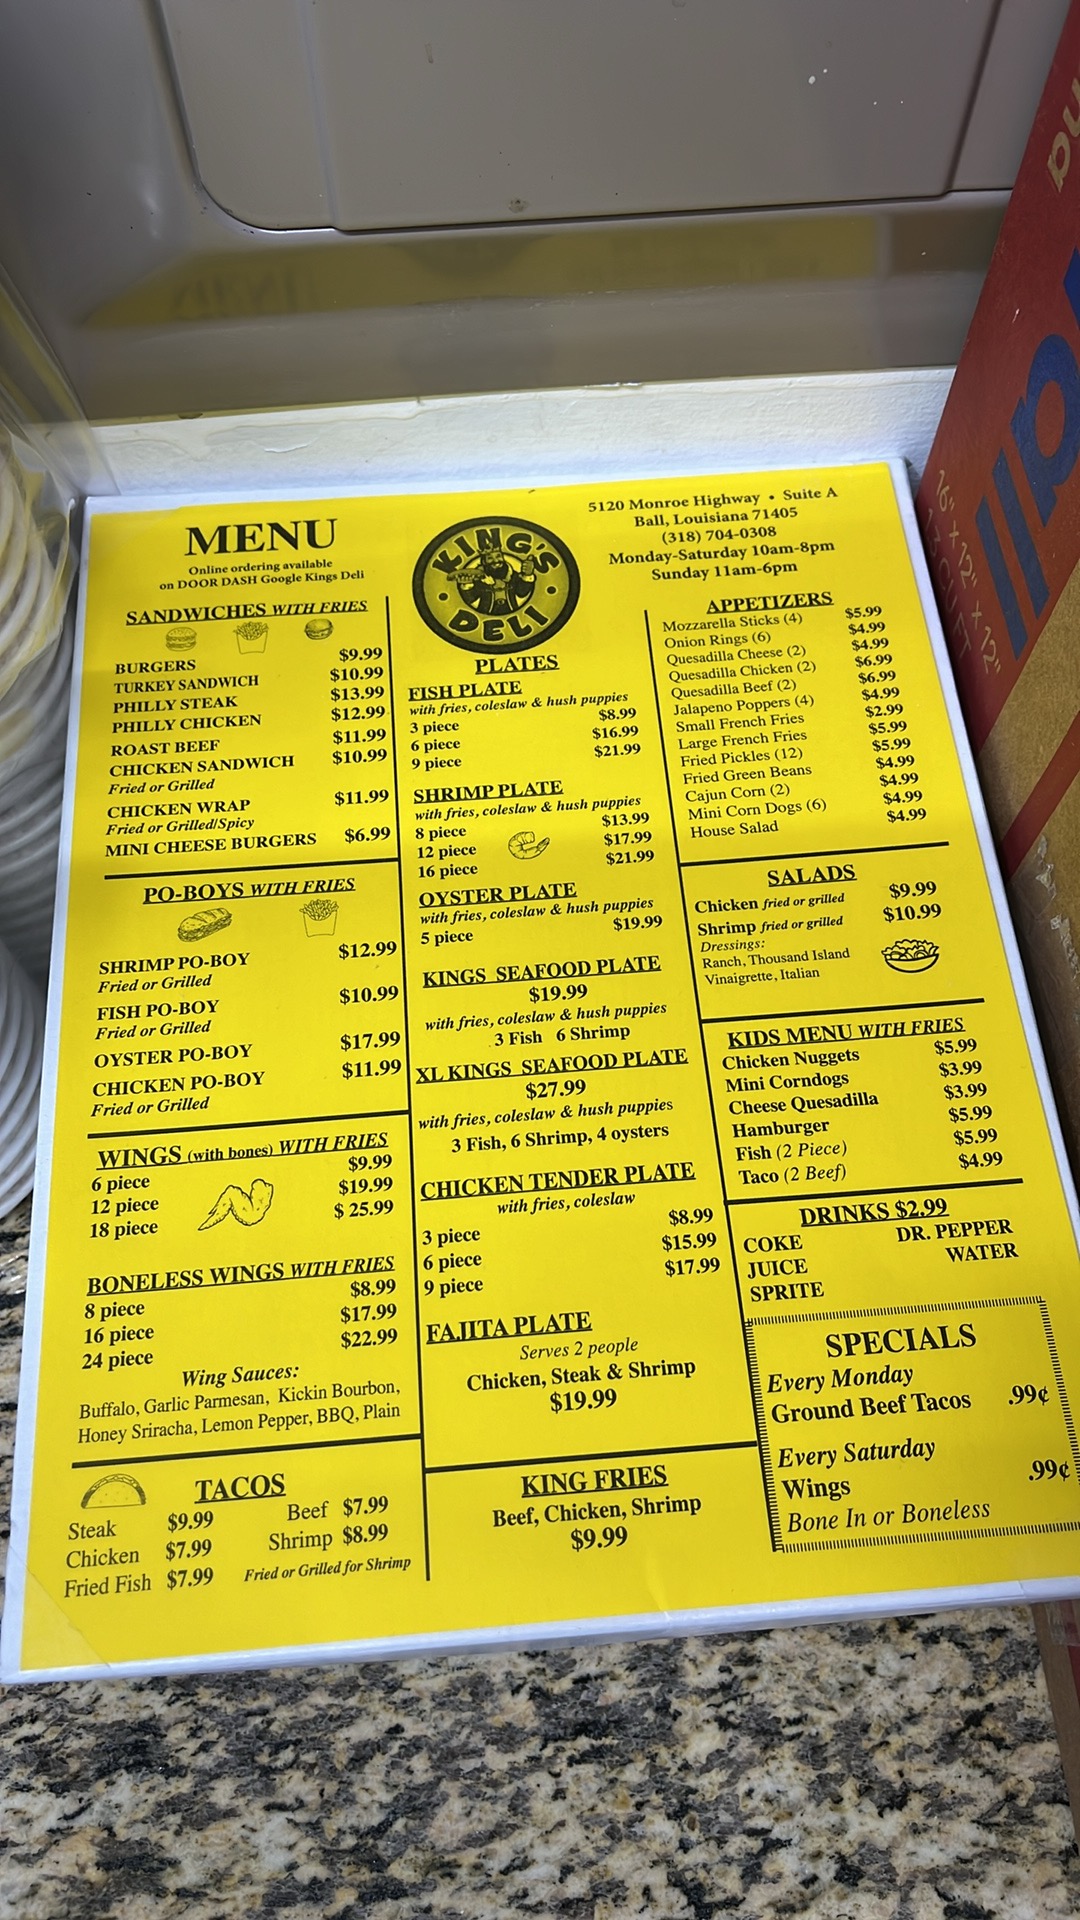 MENU
Online ordering available
on DOOR DASH Google Kings Deli
KING'S
DELI
5120 Monroe Highway • Suite A
Ball, Louisiana 71405
(318) 704-0308
Monday-Saturday 10am-8pm
Sunday 11am-6pm
SANDWICHES WITH FRIES
BURGERS $9.99
TURKEY SANDWICH $10.99
PHILLY STEAK $13.99
PHILLY CHICKEN $12.99
ROAST BEEF $11.99
CHICKEN SANDWICH $10.99
Fried or Grilled
CHICKEN WRAP $11.99
Fried or Grilled/Spicy
MINI CHEESE BURGERS $6.99
PO-BOYS WITH FRIES
SHRIMP PO-BOY $12.99
Fried or Grilled
FISH PO-BOY $10.99
Fried or Grilled
OYSTER PO-BOY $17.99
CHICKEN PO-BOY $11.99
Fried or Grilled
WINGS (with bones) WITH FRIES
6 piece $9.99
12 piece $19.99
18 piece $ 25.99
BONELESS WINGS WITH FRIES
8 piece $8.99
16 piece $17.99
24 piece $22.99
Wing Sauces:
Buffalo, Garlic Parmesan, Kickin Bourbon,
Honey Sriracha, Lemon Pepper, BBQ, Plain
TACOS
Steak $9.99 Beef $7.99
Chicken $7.99 Shrimp $8.99
Fried Fish $7.99 Fried or Grilled for Shrimp
PLATES
FISH PLATE
with fries, coleslaw & hush puppies
3 piece $8.99
6 piece $16.99
9 piece $21.99
SHRIMP PLATE
with fries, coleslaw & hush puppies
8 piece $13.99
12 piece $17.99
16 piece $21.99
OYSTER PLATE
with fries, coleslaw & hush puppies
5 piece $19.99
KINGS SEAFOOD PLATE
$19.99
with fries, coleslaw & hush puppies
3 Fish 6 Shrimp
XL KINGS SEAFOOD PLATE
$27.99
with fries, coleslaw & hush puppies
3 Fish, 6 Shrimp, 4 oysters
CHICKEN TENDER PLATE
with fries, coleslaw
3 piece $8.99
6 piece $15.99
9 piece $17.99
FAJITA PLATE
Serves 2 people
Chicken, Steak & Shrimp
$19.99
KING FRIES
Beef, Chicken, Shrimp
$9.99
APPETIZERS
Mozzarella Sticks (4) $5.99
Onion Rings (6) $4.99
Quesadilla Cheese (2) $4.99
Quesadilla Chicken (2) $6.99
Quesadilla Beef (2) $6.99
Jalapeno Poppers (4) $4.99
Small French Fries $2.99
Large French Fries $5.99
Fried Pickles (12) $5.99
Fried Green Beans $4.99
Cajun Corn (2) $4.99
Mini Corn Dogs (6) $4.99
House Salad $4.99
SALADS
Chicken fried or grilled $9.99
Shrimp fried or grilled $10.99
Dressings:
Ranch, Thousand Island
Vinaigrette, Italian
KIDS MENU WITH FRIES
Chicken Nuggets $5.99
Mini Corndogs $3.99
Cheese Quesadilla $3.99
Hamburger $5.99
Fish (2 Piece) $5.99
Taco (2 Beef) $4.99
DRINKS $2.99
COKE DR. PEPPER
JUICE WATER
SPRITE
SPECIALS
Every Monday
Ground Beef Tacos .99¢
Every Saturday
Wings .99¢
Bone In or Boneless
16" X 12" X 12"